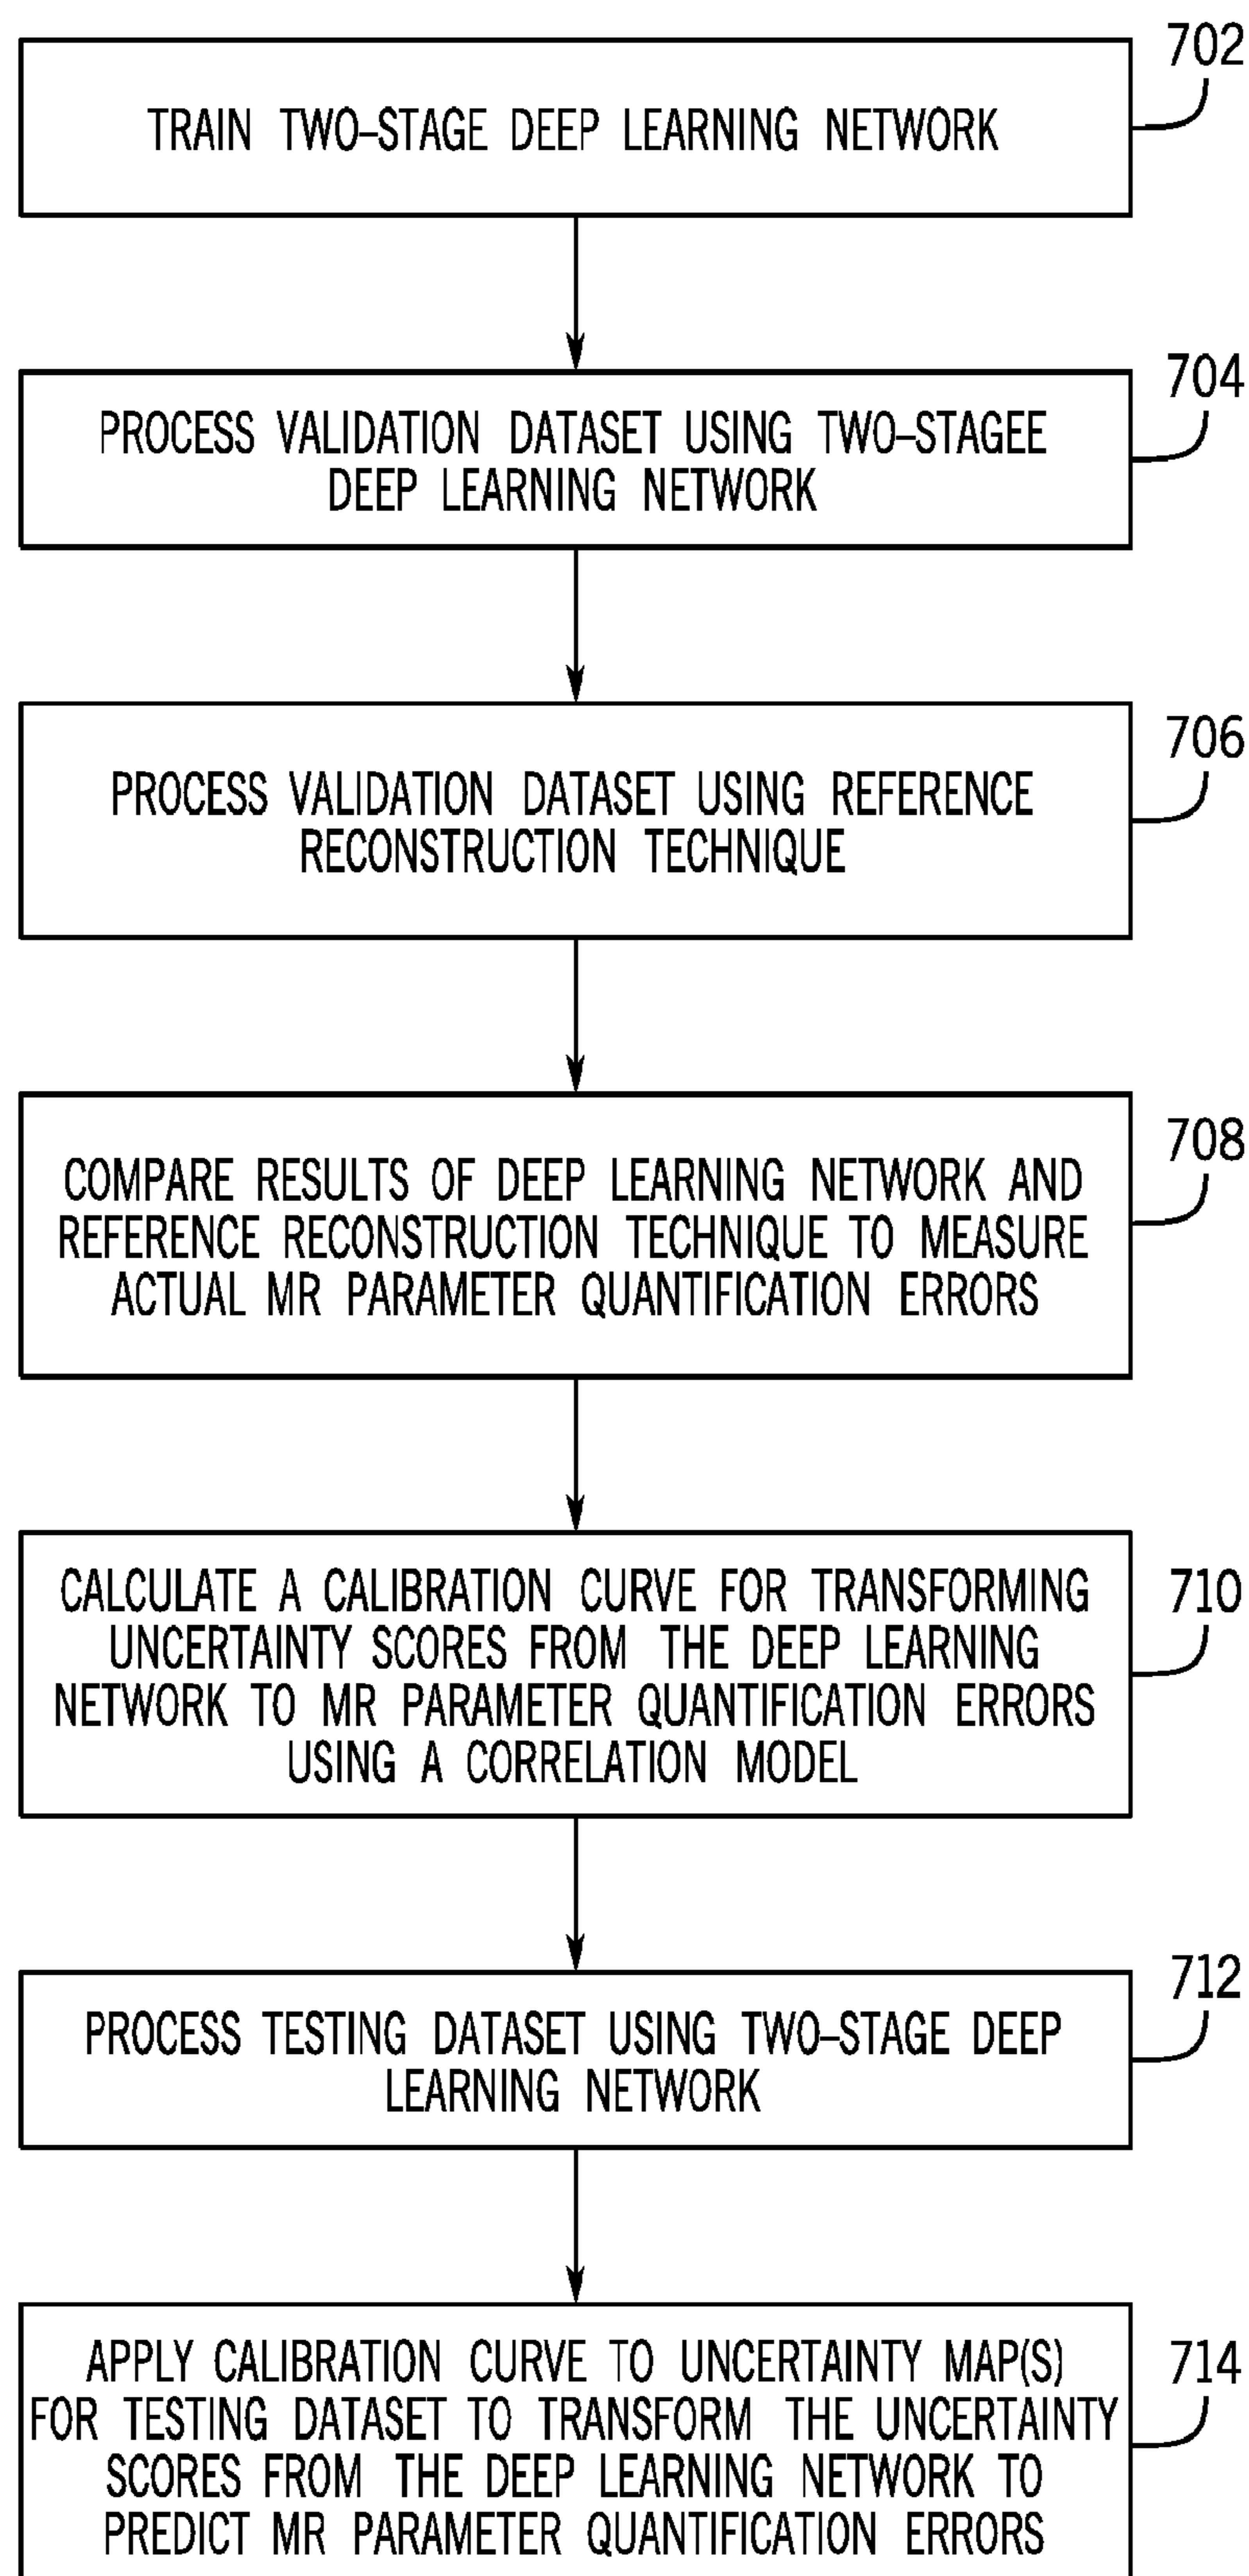 702
TRAIN TWO-STAGE DEEP LEARNING NETWORK
704
PROCESS VALIDATION DATASET USING TWO-STAGEE
DEEP LEARNING NETWORK
706
PROCESS VALIDATION DATASET USING REFERENCE
RECONSTRUCTION TECHNIQUE
708
COMPARE RESULTS OF DEEP LEARNING NETWORK AND
REFERENCE RECONSTRUCTION TECHNIQUE TO MEASURE
ACTUAL MR PARAMETER QUANTIFICATION ERRORS
710
CALCULATE A CALIBRATION CURVE FOR TRANSFORMING
UNCERTAINTY SCORES FROM THE DEEP LEARNING
NETWORK TO MR PARAMETER QUANTIFICATION ERRORS
USING A CORRELATION MODEL
712
PROCESS TESTING DATASET USING TWO-STAGE DEEP
LEARNING NETWORK
714
APPLY CALIBRATION CURVE TO UNCERTAINTY MAP(S)
FOR TESTING DATASET TO TRANSFORM THE UNCERTAINTY
SCORES FROM THE DEEP LEARNING NETWORK TO
PREDICT MR PARAMETER QUANTIFICATION ERRORS